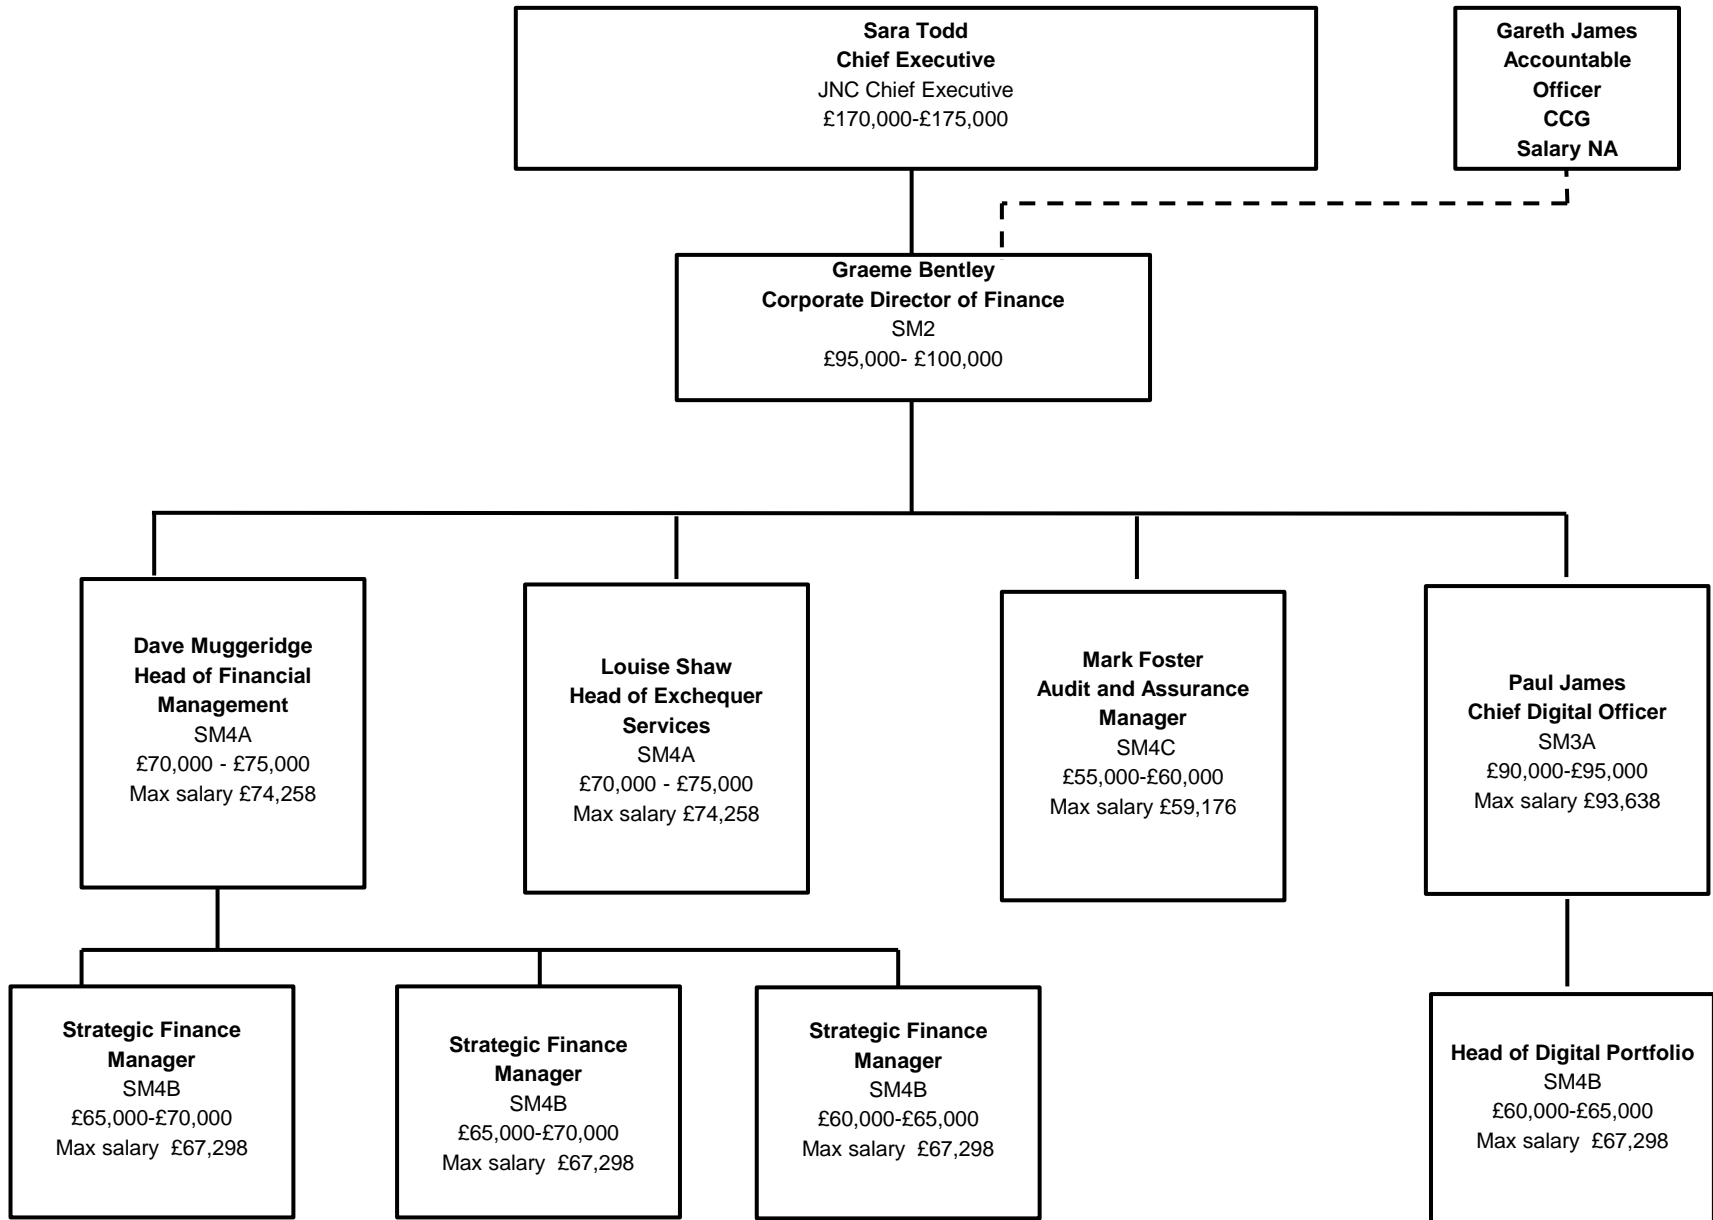 Sara Todd
Chief Executive
JNC Chief Executive
£170,000-£175,000
Gareth James
Accountable
Officer
CCG
Salary NA
Graeme Bentley
Corporate Director of Finance
SM2
£95,000- £100,000
Dave Muggeridge
Head of Financial
Management
SM4A
£70,000 - £75,000
Max salary £74,258
Louise Shaw
Head of Exchequer
Services
SM4A
£70,000 - £75,000
Max salary £74,258
Mark Foster
Audit and Assurance
Manager
SM4C
£55,000-£60,000
Max salary £59,176
Paul James
Chief Digital Officer
SM3A
£90,000-£95,000
Max salary £93,638
Strategic Finance
Manager
SM4B
£65,000-£70,000
Max salary  £67,298
Strategic Finance
Manager
SM4B
£65,000-£70,000
Max salary  £67,298
Strategic Finance
Manager
SM4B
£60,000-£65,000
Max salary  £67,298
Head of Digital Portfolio
SM4B
£60,000-£65,000
Max salary  £67,298